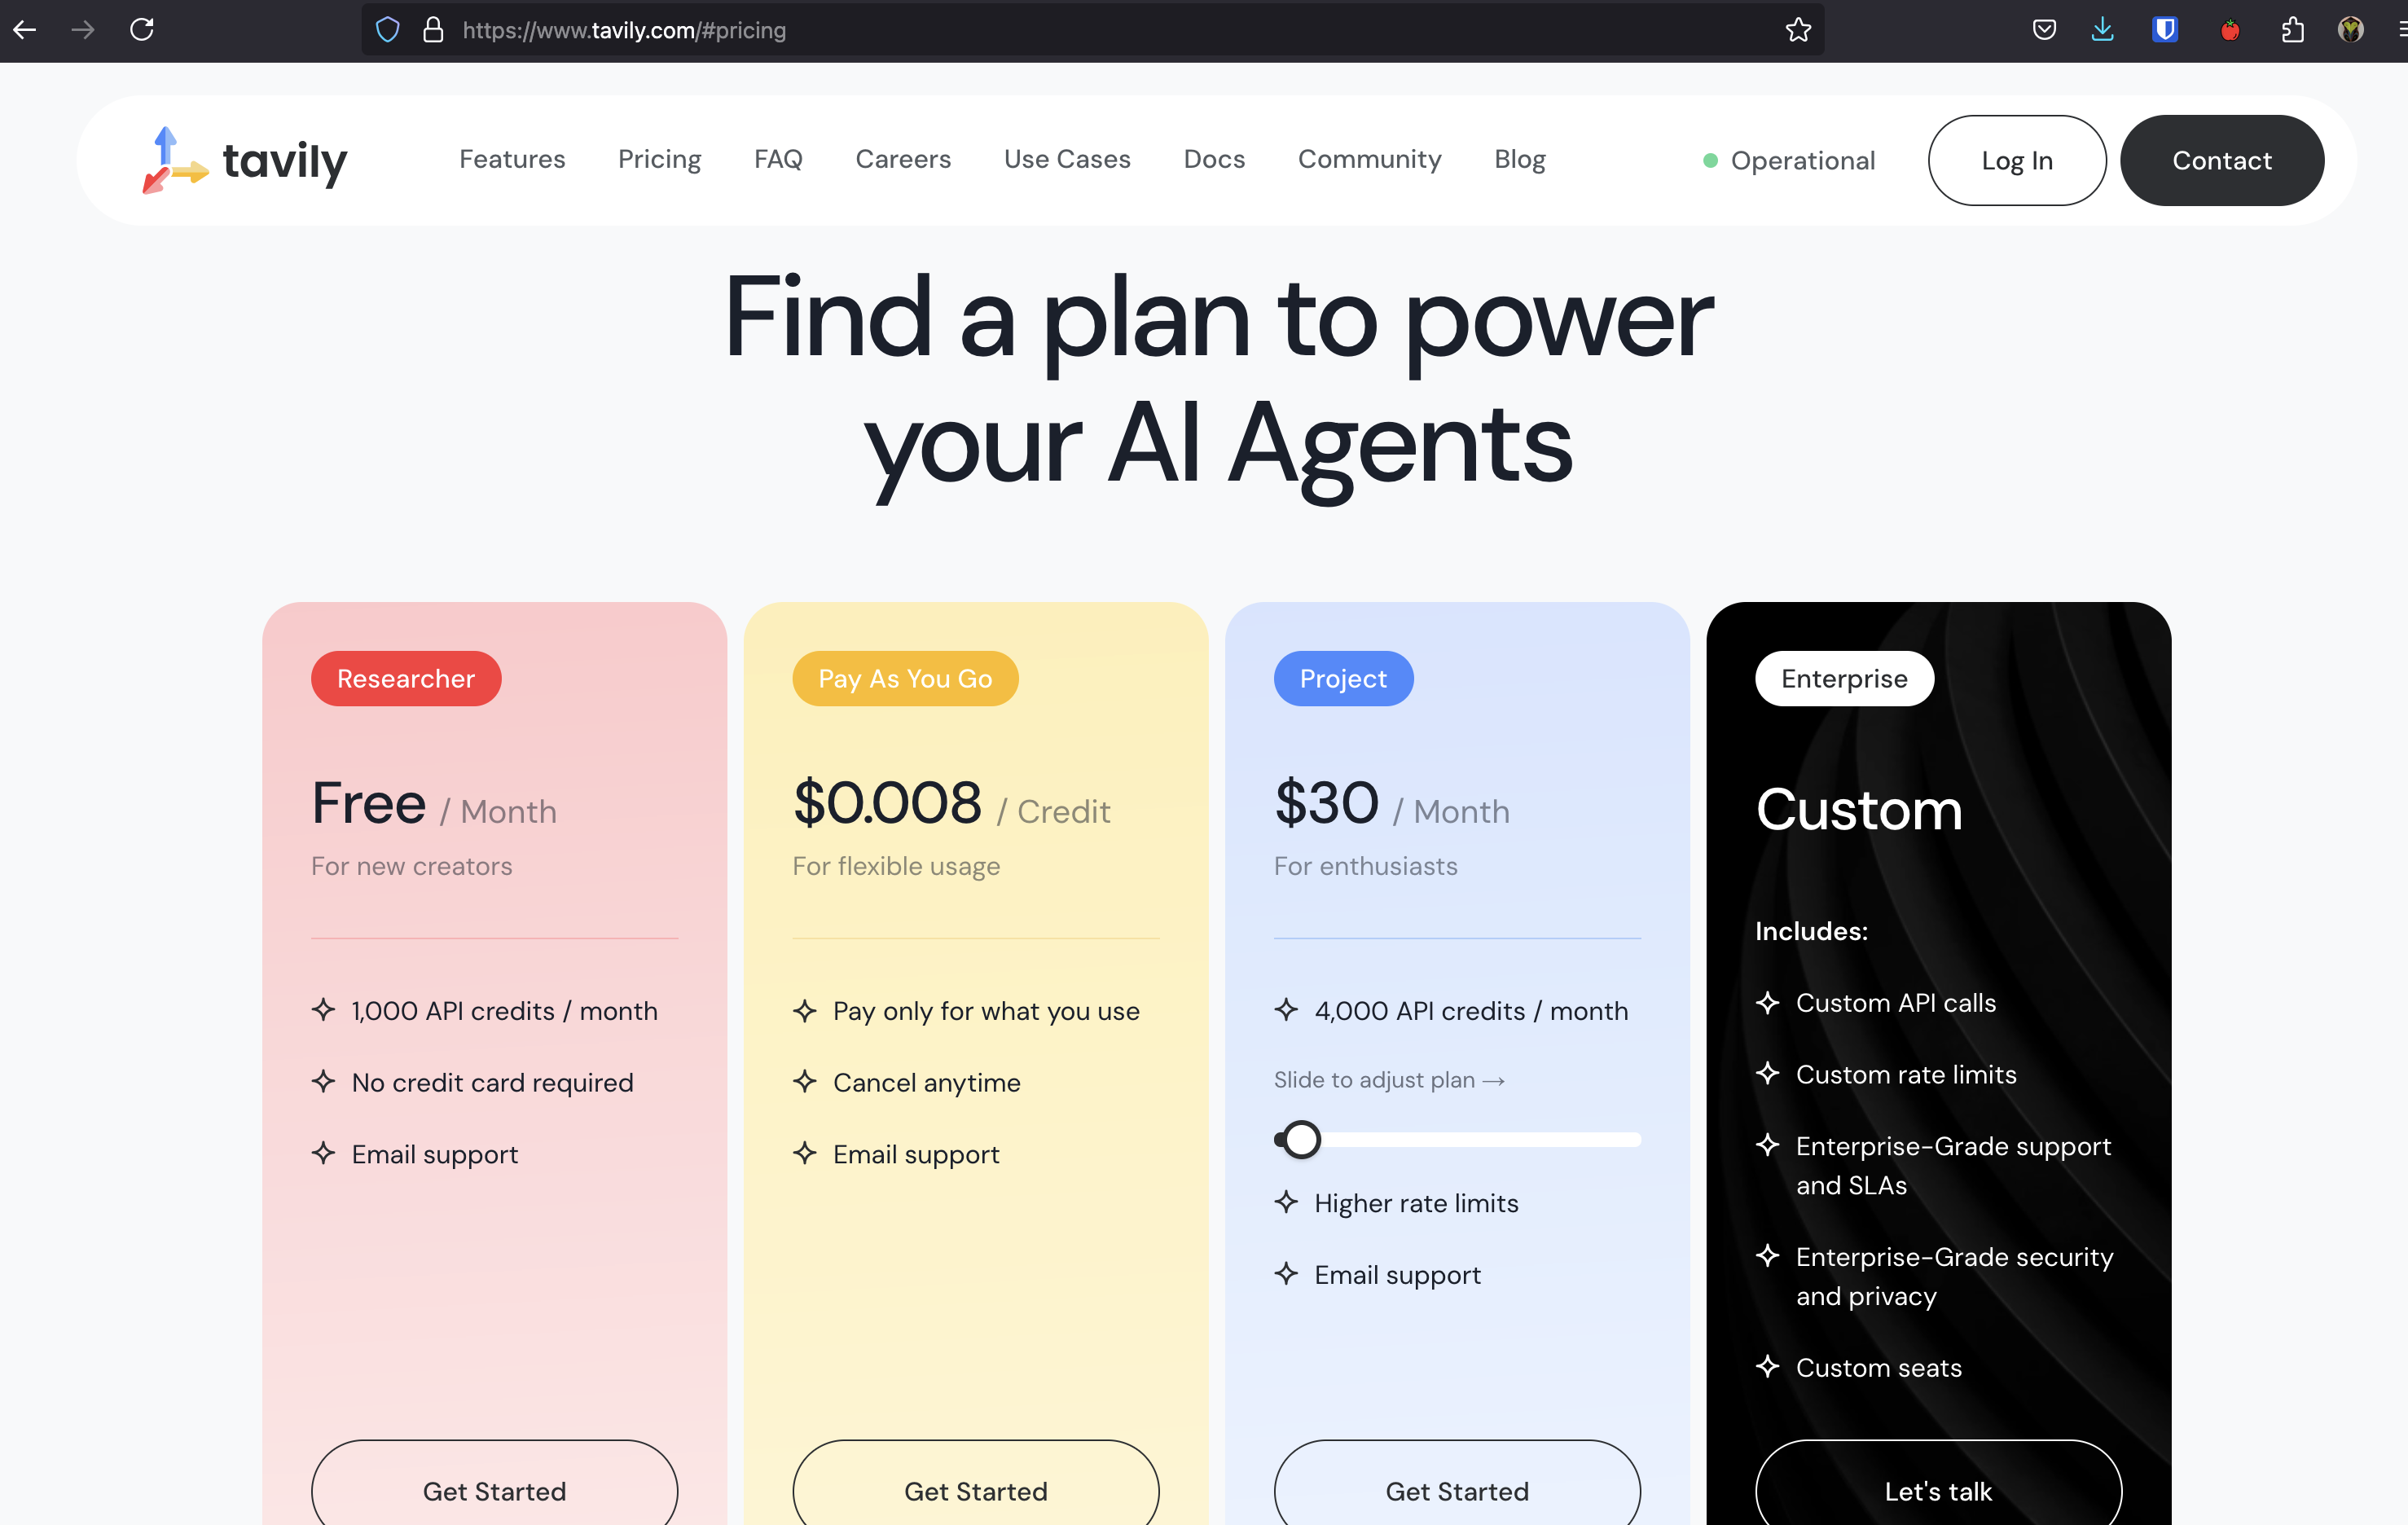 https://www.tavily.com/#pricing
tavily
Features
Pricing
FAQ
Careers
Use Cases
Docs
Community
Blog
Operational
Log In
Contact
Find a plan to power
your AI Agents
Researcher
Free / Month
For new creators
1,000 API credits / month
No credit card required
Email support
Get Started
Pay As You Go
$0.008 / Credit
For flexible usage
Pay only for what you use
Cancel anytime
Email support
Get Started
Project
$30 / Month
For enthusiasts
4,000 API credits / month
Slide to adjust plan →
Higher rate limits
Email support
Get Started
Enterprise
Custom
Includes:
Custom API calls
Custom rate limits
Enterprise-Grade support
and SLAs
Enterprise-Grade security
and privacy
Custom seats
Let's talk